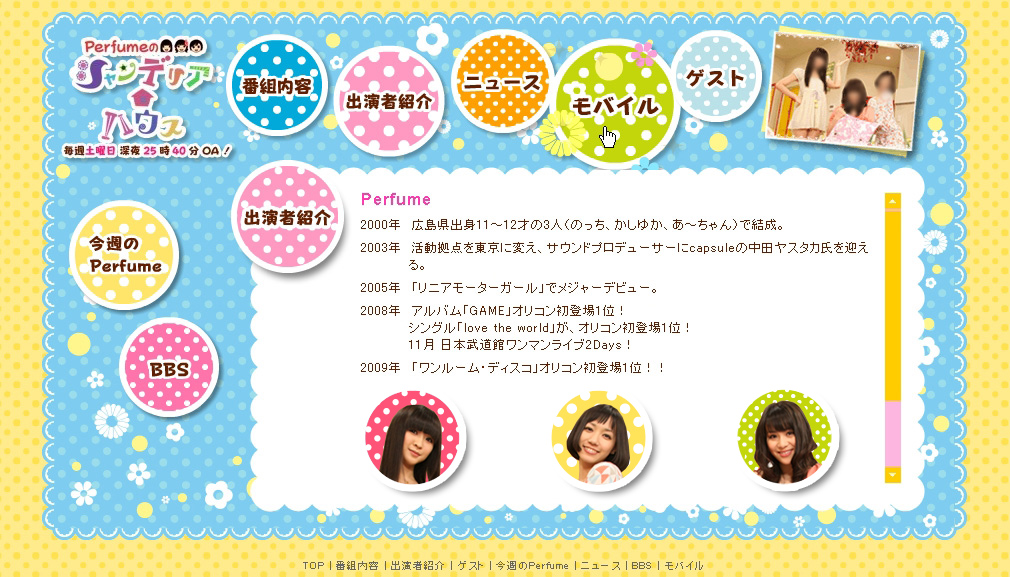 Perfumeの
シャンデリア
ハウス
毎週土曜日 深夜25時40分OA!
番組内容
出演者紹介
ニュース
モバイル
ゲスト
出演者紹介
今週の
Perfume
BBS
Perfume
2000年 広島県出身11～12才の3人(のっち、かしゆか、あ～ちゃん)で結成。
2003年 活動拠点を東京に変え、サウンドプロデューサーにcapsuleの中田ヤスタカ氏を迎え
る。
2005年 「リニアモーターガール」でメジャーデビュー。
2008年 アルバム「GAME」オリコン初登場1位！
シングル「love the world」が、オリコン初登場1位！
11月 日本武道館ワンマンライブ2Days！
2009年 「ワンルーム・ディスコ」オリコン初登場1位！！
TOP | 番組内容 | 出演者紹介 | ゲスト | 今週のPerfume | ニュース | BBS | モバイル